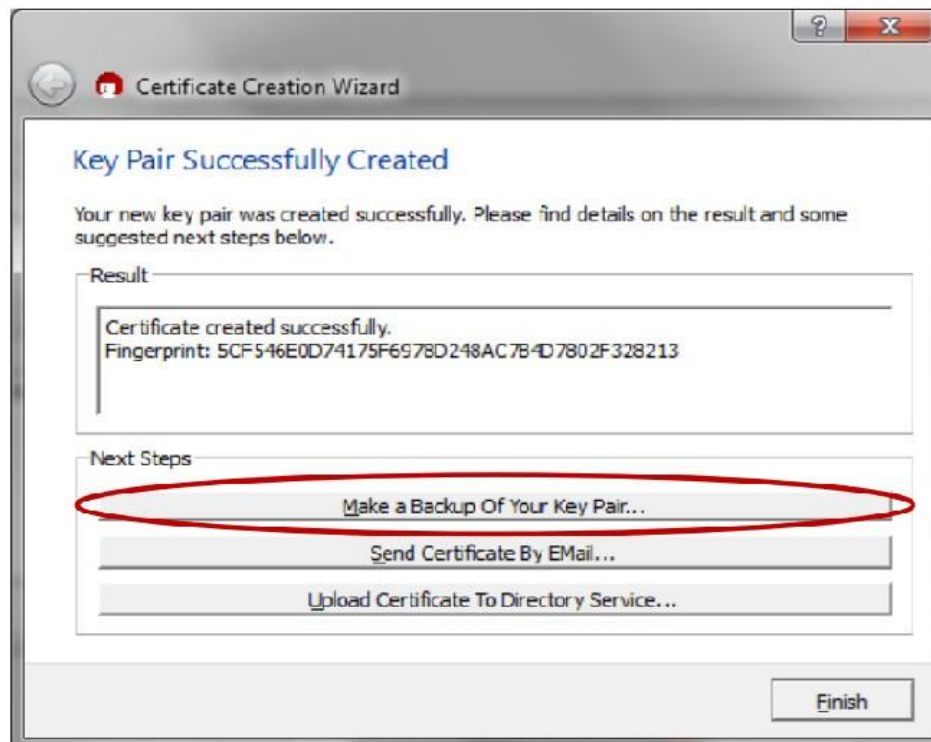 Certificate Creation Wizard
Key Pair Successfully Created
Your new key pair was created successfully. Please find details on the result and some
suggested next steps below.
Result
Certificate created successfully.
Fingerprint: 5CF546E0D74175F6978D248AC7B4D7802F328213
Next Steps
Make a Backup Of Your Key Pair...
Send Certificate By EMail...
Upload Certificate To Directory Service...
Finish